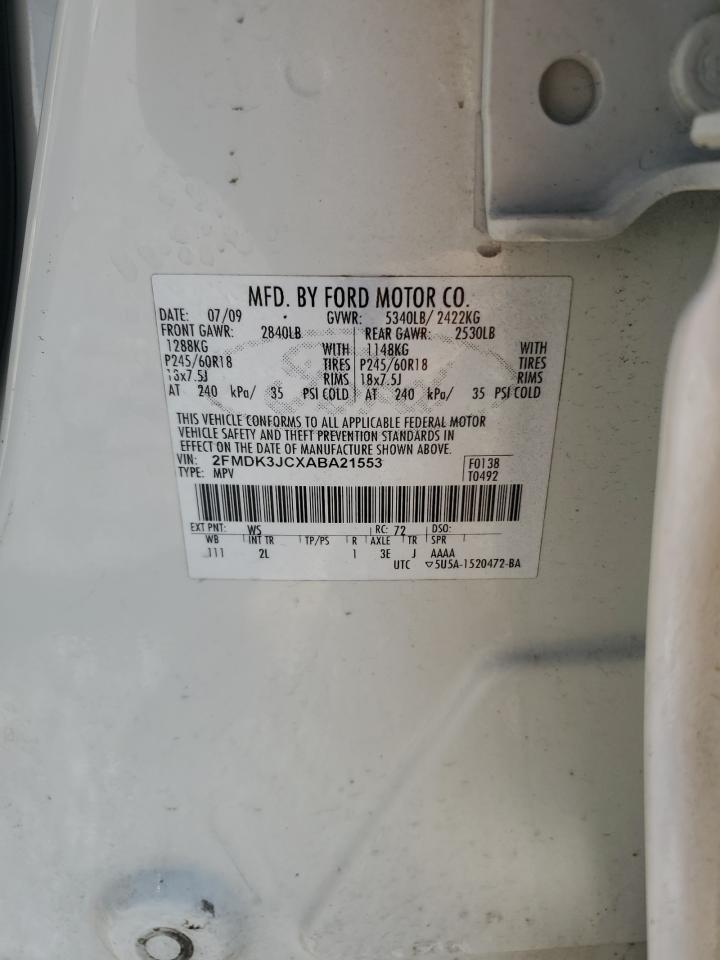 MFD. BY FORD MOTOR CO.
DATE: 07/09 GVWR: 5340LB/ 2422KG
FRONT GAWR: 2840LB REAR GAWR: 2530LB
1288KG WITH 1148KG WITH
P245/60R18 TIRES P245/60R18 TIRES
18x7.5J RIMS 18x7.5J RIMS
AT 240 kPa/ 35 PSI COLD AT 240 kPa/ 35 PSI COLD
THIS VEHICLE CONFORMS TO ALL APPLICABLE FEDERAL MOTOR
VEHICLE SAFETY AND THEFT PREVENTION STANDARDS IN
EFFECT ON THE DATE OF MANUFACTURE SHOWN ABOVE.
VIN: 2FMDK3JCXABA21553 F0138
TYPE: MPV T0492
EXT PNT: WS RC: 72 DSO:
WB INT TR TP/PS R AXLE TR SPR
111 2L 1 3E J AAAA
UTC ▽5U5A-1520472-BA